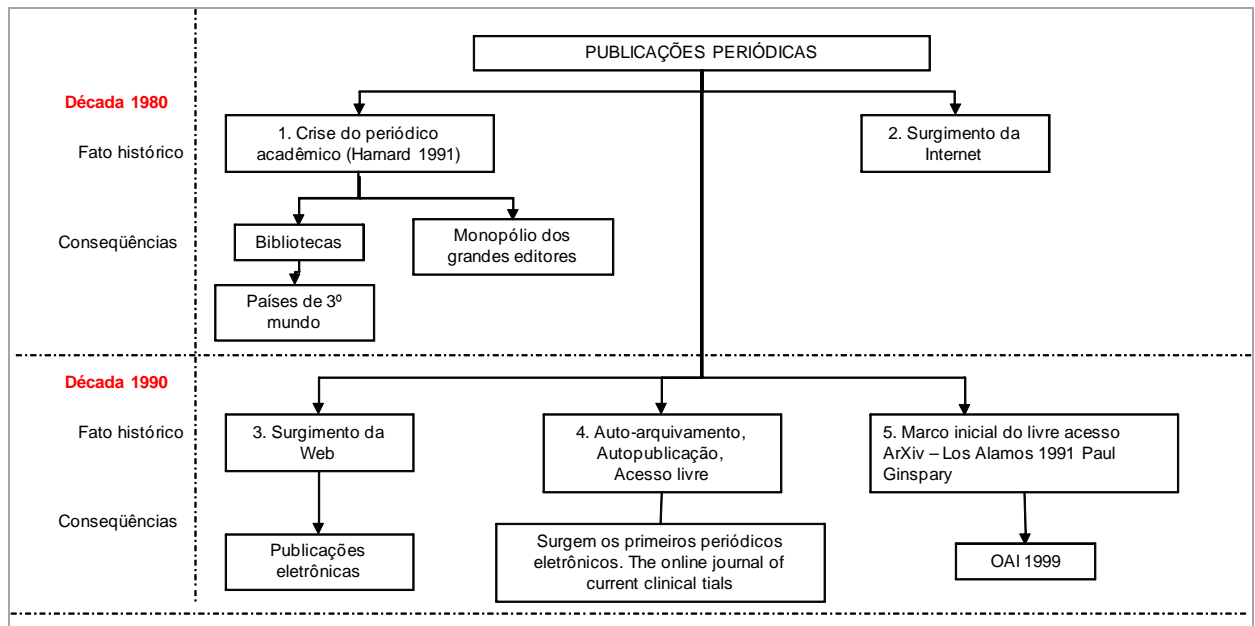 PUBLICAÇÕES PERIÓDICAS
Década 1980
Fato histórico
1. Crise do periódico
acadêmico (Harnard 1991)
2. Surgimento da
Internet
Conseqüências
Bibliotecas
Monopólio dos
grandes editores
Países de 3º
mundo
Década 1990
Fato histórico
3. Surgimento da
Web
4. Auto-arquivamento,
Autopublicação,
Acesso livre
5. Marco inicial do livre acesso
ArXiv – Los Alamos 1991 Paul
Ginspary
Conseqüências
Publicações
eletrônicas
Surgem os primeiros periódicos
eletrônicos. The online journal of
current clinical tials
OAI 1999